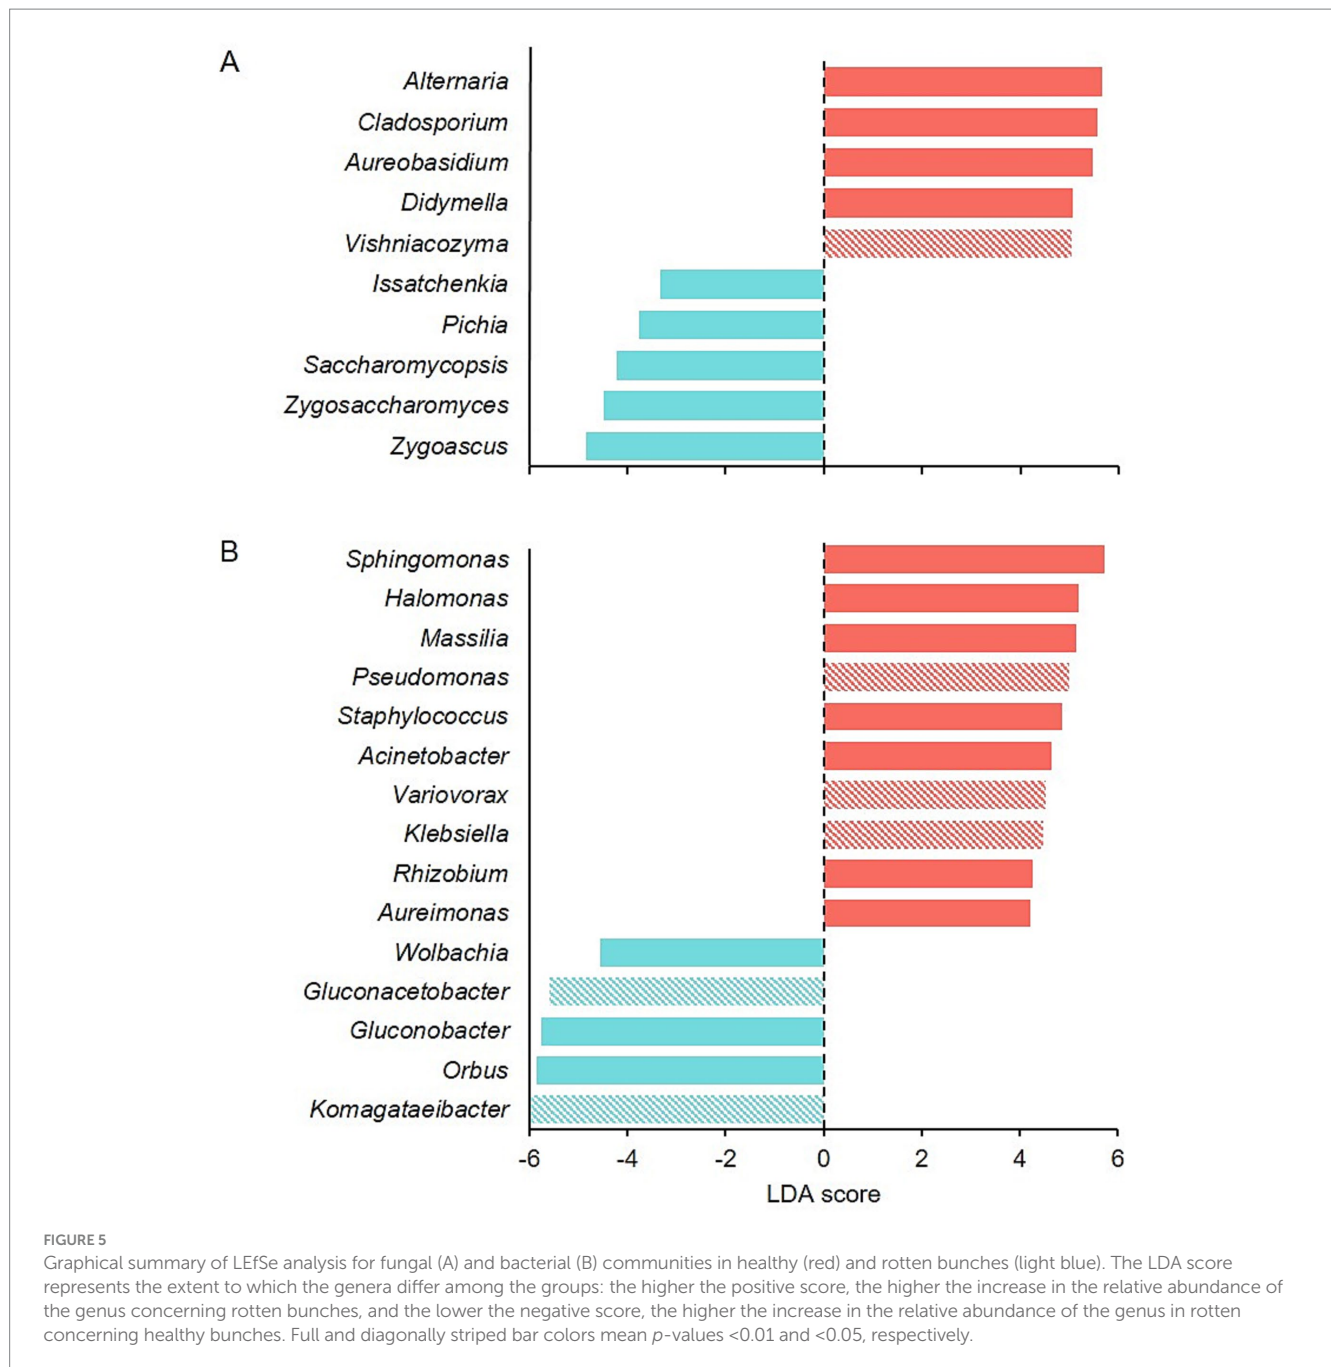 A
Alternaria
Cladosporium
Aureobasidium
Didymella
Vishniacozyma
Issatchenkia
Pichia
Saccharomycopsis
Zygosaccharomyces
Zygoascus
B
Sphingomonas
Halomonas
Massilia
Pseudomonas
Staphylococcus
Acinetobacter
Variovorax
Klebsiella
Rhizobium
Aureimonas
Wolbachia
Gluconacetobacter
Gluconobacter
Orbus
Komagataeibacter
-6 -4 -2 0 2 4 6
LDA score
FIGURE 5
Graphical summary of LEfSe analysis for fungal (A) and bacterial (B) communities in healthy (red) and rotten bunches (light blue). The LDA score
represents the extent to which the genera differ among the groups: the higher the positive score, the higher the increase in the relative abundance of
the genus concerning rotten bunches, and the lower the negative score, the higher the increase in the relative abundance of the genus in rotten
concerning healthy bunches. Full and diagonally striped bar colors mean p-values <0.01 and <0.05, respectively.